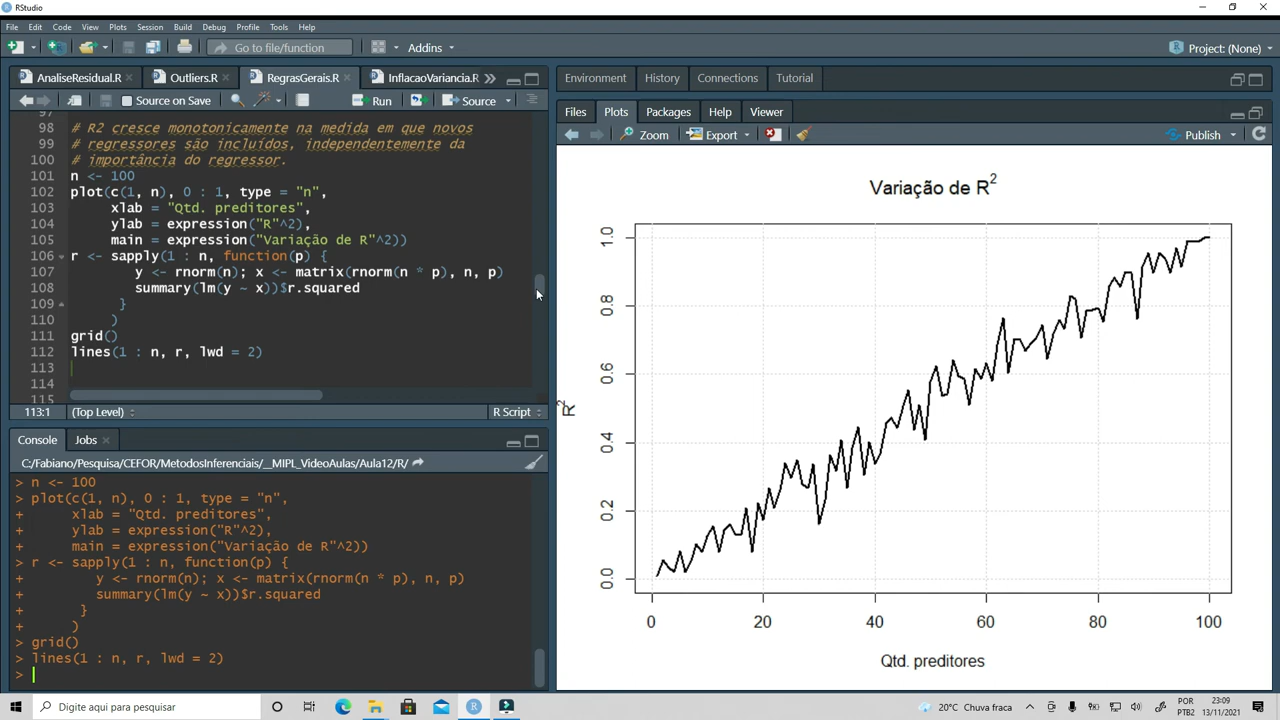 RStudio
File Edit Code View Plots Session Build Debug Profile Tools Help
Go to file/function Addins Project: (None)
AnaliseResidual.R Outliers.R RegrasGerais.R InflacaoVariancia.R
Source on Save Run Source
97
98 # R2 cresce monotonicamente na medida em que novos
99 # regressores são incluídos, independentemente da
100 # importância do regressor.
101 n <- 100
102 plot(c(1, n), 0 : 1, type = "n",
103 xlab = "Qtd. preditores",
104 ylab = expression("R"^2),
105 main = expression("Variação de R"^2))
106 r <- sapply(1 : n, function(p) {
107 y <- rnorm(n); x <- matrix(rnorm(n * p), n, p)
108 summary(lm(y ~ x))$r.squared
109 }
110 )
111 grid()
112 lines(1 : n, r, lwd = 2)
113
114
115
113:1 (Top Level) R Script
Console Jobs
C:/Fabiano/Pesquisa/CEFOR/MetodosInferenciais/__MIPL_VideoAulas/Aula12/R/
> n <- 100
> plot(c(1, n), 0 : 1, type = "n",
+ xlab = "Qtd. preditores",
+ ylab = expression("R"^2),
+ main = expression("Variação de R"^2))
> r <- sapply(1 : n, function(p) {
+ y <- rnorm(n); x <- matrix(rnorm(n * p), n, p)
+ summary(lm(y ~ x))$r.squared
+ }
+ )
> grid()
> lines(1 : n, r, lwd = 2)
>
Environment History Connections Tutorial
Files Plots Packages Help Viewer
Zoom Export Publish
Variação de R2
1.0
0.8
0.6
0.4
0.2
0.0
R2
0 20 40 60 80 100
Qtd. preditores
Digite aqui para pesquisar
20°C Chuva fraca
POR
PTB2
23:09
13/11/2021